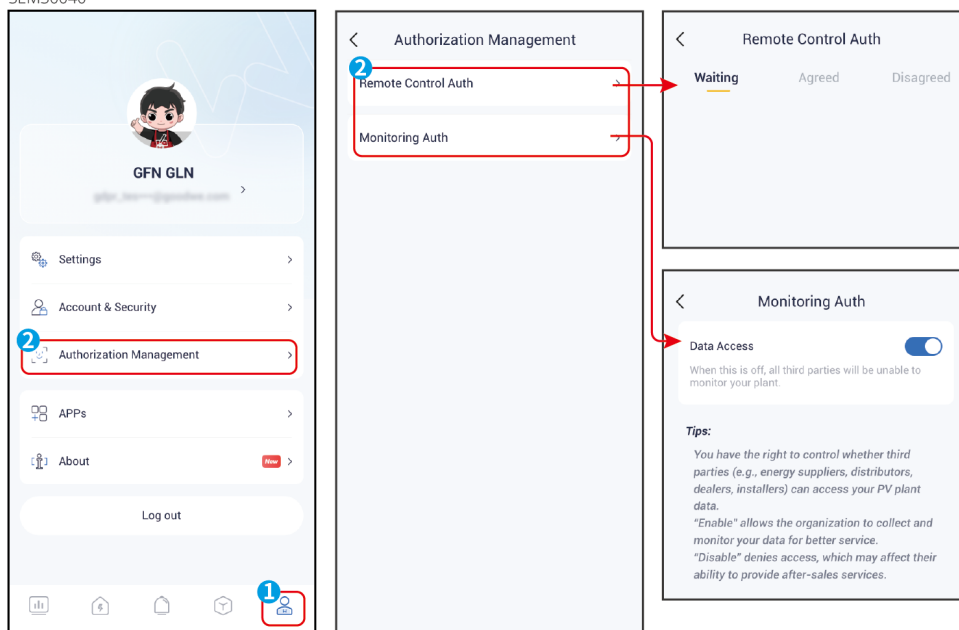 GFN GLN
Settings
Account & Security
2
Authorization Management
APPs
About
New
Log out
1
Authorization Management
2
Remote Control Auth
Monitoring Auth
Remote Control Auth
Waiting Agreed Disagreed
Monitoring Auth
Data Access
When this is off, all third parties will be unable to
monitor your plant.
Tips:
You have the right to control whether third
parties (e.g., energy suppliers, distributors,
dealers, installers) can access your PV plant
data.
"Enable" allows the organization to collect and
monitor your data for better service.
"Disable" denies access, which may affect their
ability to provide after-sales services.